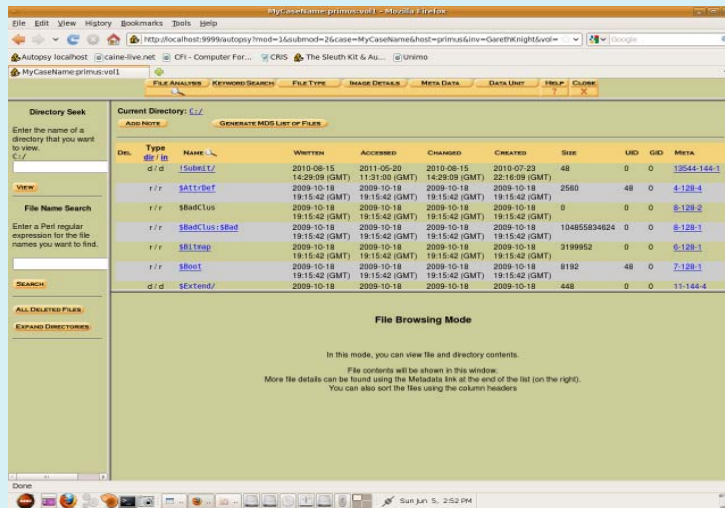 MyCaseName:primus:vol1 - Mozilla Firefox
File Edit View History Bookmarks Tools Help
http://localhost:9999/autopsy?mod=1&submod=2&case=MyCaseName&host=primus&inv=GarethKnight&vol=
Google
Autopsy localhost caine-live.net CFI - Computer For... CRIS The Sleuth Kit & Au... Unimo
MyCaseName:primus:vol1
FILE ANALYSIS KEYWORD SEARCH FILE TYPE IMAGE DETAILS META DATA DATA UNIT HELP CLOSE
? X
Directory Seek
Enter the name of a
directory that you want
to view.
C:/
VIEW
File Name Search
Enter a Perl regular
expression for the file
names you want to find.
SEARCH
ALL DELETED FILES
EXPAND DIRECTORIES
Current Directory: C:/
ADD NOTE GENERATE MD5 LIST OF FILES
DEL Type dir / in NAME WRITTEN ACCESSED CHANGED CREATED SIZE UID GID META
d / d !Submit/ 2010-08-15 14:29:09 (GMT) 2011-05-20 11:31:00 (GMT) 2010-08-15 14:29:09 (GMT) 2010-07-23 22:16:09 (GMT) 48 0 0 13544-144-1
r / r $AttrDef 2009-10-18 19:15:42 (GMT) 2009-10-18 19:15:42 (GMT) 2009-10-18 19:15:42 (GMT) 2009-10-18 19:15:42 (GMT) 2560 48 0 4-128-4
r / r $BadClus 2009-10-18 19:15:42 (GMT) 2009-10-18 19:15:42 (GMT) 2009-10-18 19:15:42 (GMT) 2009-10-18 19:15:42 (GMT) 0 0 0 8-128-2
r / r $BadClus:$Bad 2009-10-18 19:15:42 (GMT) 2009-10-18 19:15:42 (GMT) 2009-10-18 19:15:42 (GMT) 2009-10-18 19:15:42 (GMT) 104855834624 0 0 8-128-1
r / r $Bitmap 2009-10-18 19:15:42 (GMT) 2009-10-18 19:15:42 (GMT) 2009-10-18 19:15:42 (GMT) 2009-10-18 19:15:42 (GMT) 3199952 0 0 6-128-1
r / r $Boot 2009-10-18 19:15:42 (GMT) 2009-10-18 19:15:42 (GMT) 2009-10-18 19:15:42 (GMT) 2009-10-18 19:15:42 (GMT) 8192 48 0 7-128-1
d / d $Extend/ 2009-10-18 2009-10-18 2009-10-18 2009-10-18 448 0 0 11-144-4
File Browsing Mode
In this mode, you can view file and directory contents.
File contents will be shown in this window.
More file details can be found using the Metadata link at the end of the list (on the right).
You can also sort the files using the column headers
Done
Sun Jun 5, 2:52 PM